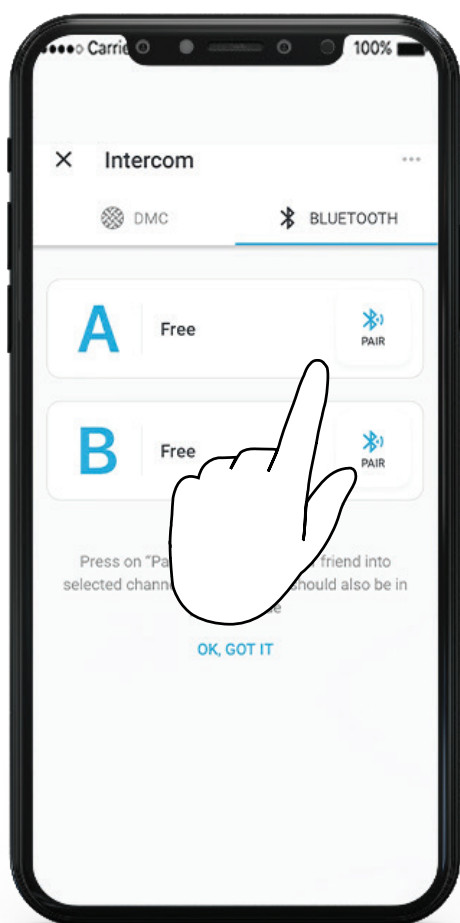 Carrie 100%
Intercom
DMC BLUETOOTH
A Free PAIR
B Free PAIR
Press on "Pa friend into
selected chann should also be in
OK, GOT IT